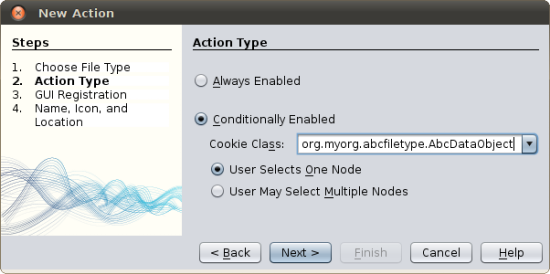 New Action
Steps
1. Choose File Type
2. Action Type
3. GUI Registration
4. Name, Icon, and
Location
Action Type
Always Enabled
Conditionally Enabled
Cookie Class: org.myorg.abcfiletype.AbcDataObject
User Selects One Node
User May Select Multiple Nodes
< Back Next > Finish Cancel Help